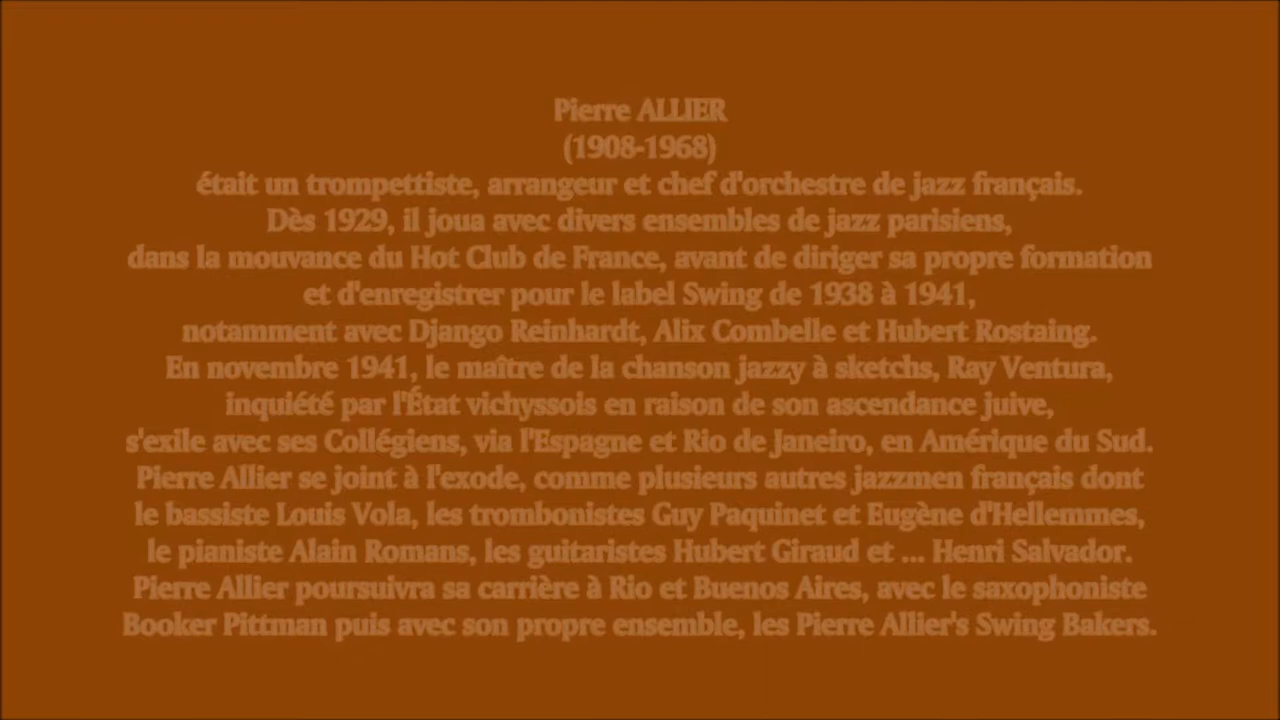 Pierre ALLIER
(1908-1968)
était un trompettiste, arrangeur et chef d'orchestre de jazz français.
Dès 1929, il joua avec divers ensembles de jazz parisiens,
dans la mouvance du Hot Club de France, avant de diriger sa propre formation
et d'enregistrer pour le label Swing de 1938 à 1941,
notamment avec Django Reinhardt, Alix Combelle et Hubert Rostaing.
En novembre 1941, le maître de la chanson jazzy à sketchs, Ray Ventura,
inquiété par l'État vichyssois en raison de son ascendance juive,
s'exile avec ses Collégiens, via l'Espagne et Rio de Janeiro, en Amérique du Sud.
Pierre Allier se joint à l'exode, comme plusieurs autres jazzmen français dont
le bassiste Louis Vola, les trombonistes Guy Paquinet et Eugène d'Hellemmes,
le pianiste Alain Romans, les guitaristes Hubert Giraud et ... Henri Salvador.
Pierre Allier poursuivra sa carrière à Rio et Buenos Aires, avec le saxophoniste
Booker Pittman puis avec son propre ensemble, les Pierre Allier's Swing Bakers.